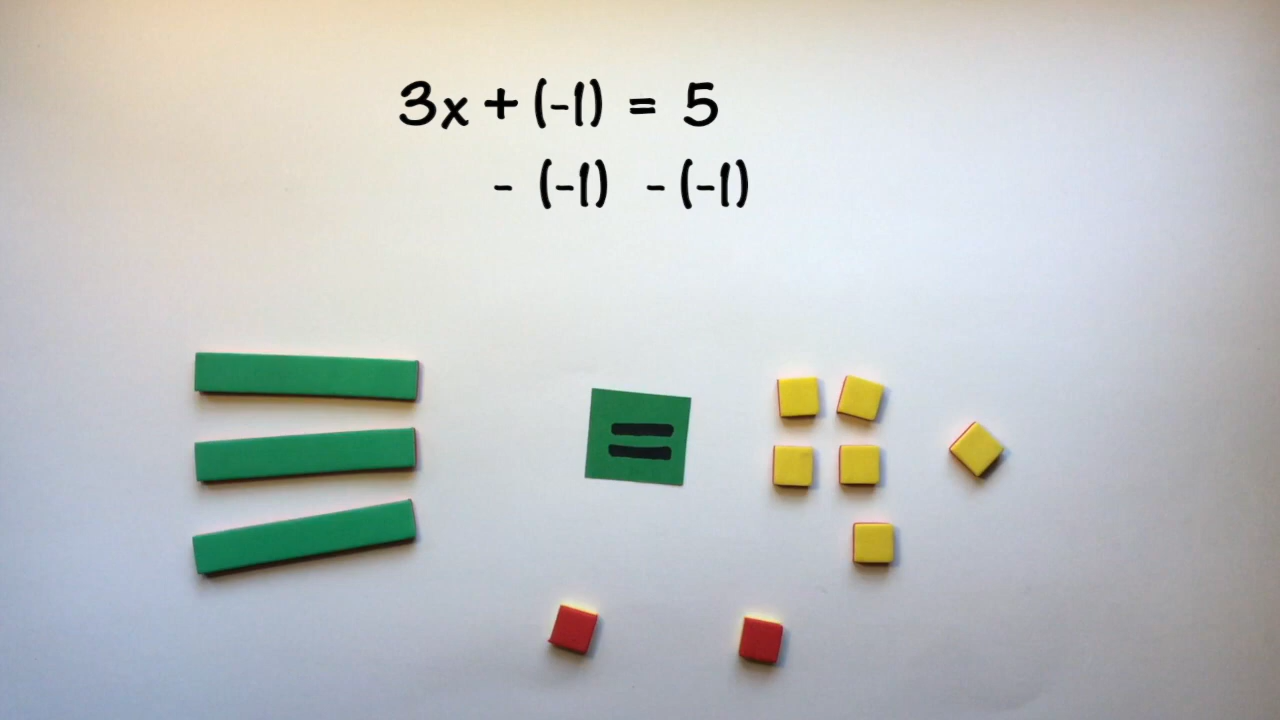 3x + (-1) = 5
- (-1) - (-1)
=